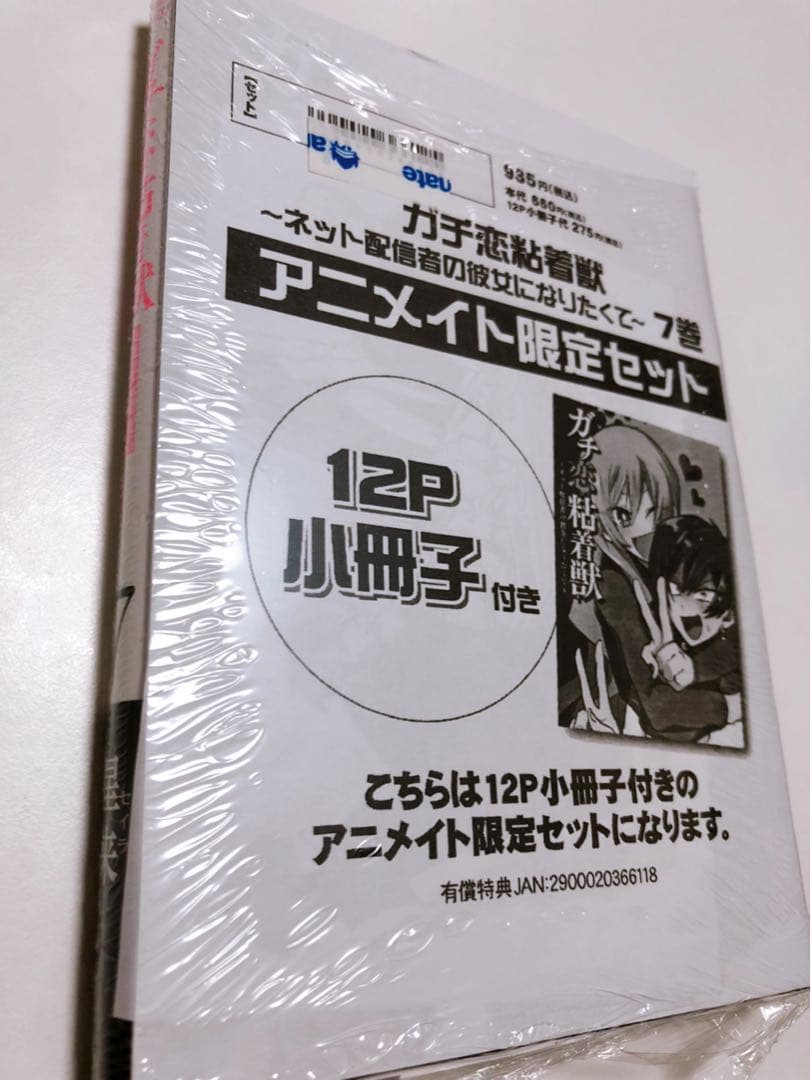 【セット】
935円(税込)
本代 660円(税込)
12P小冊子代 275円(税込)
nate
ガチ恋粘着獣
~ネット配信者の彼女になりたくて~ 7巻
アニメイト限定セット
12P
小冊子付き
ガチ恋粘着獣
こちらは12P小冊子付きの
アニメイト限定セットになります。
有償特典JAN:2900020366118
7